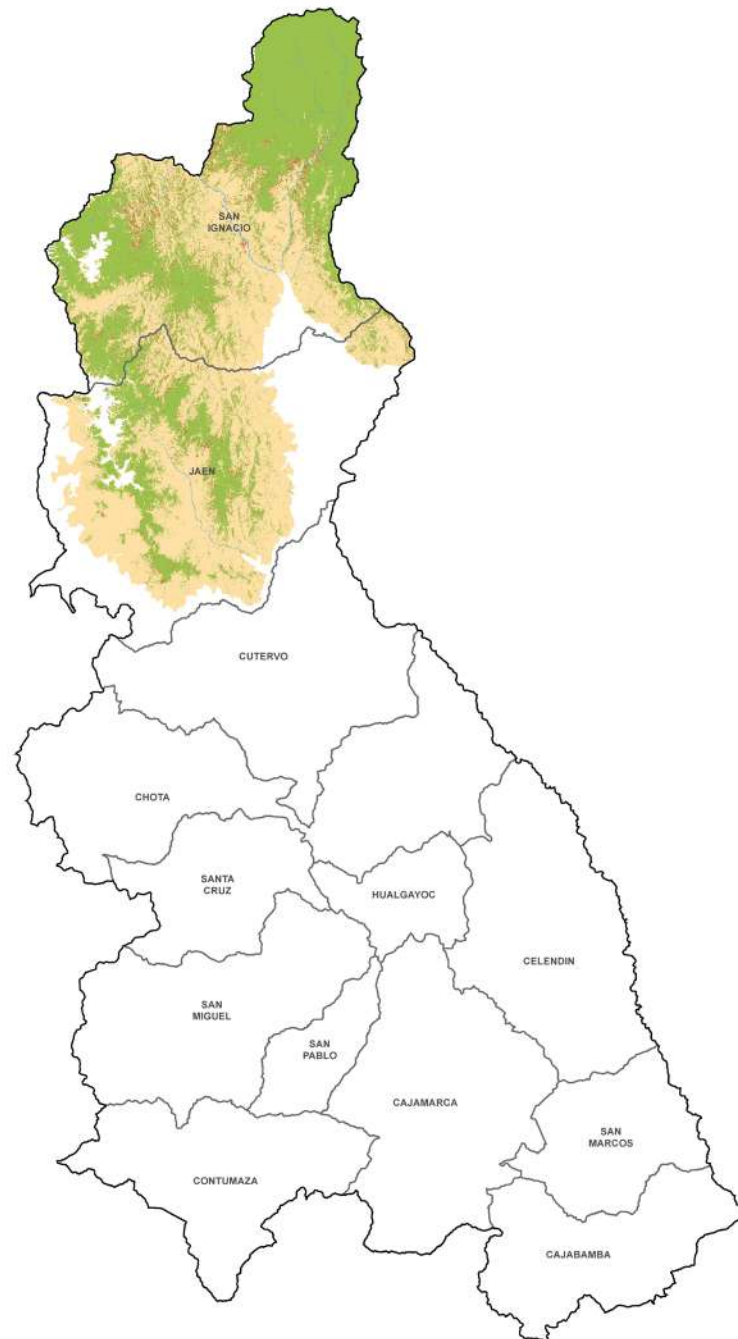 SAN
IGNACIO
JAEN
CUTERVO
CHOTA
SANTA
CRUZ
HUALGAYOC
CELENDIN
SAN
MIGUEL
SAN
PABLO
CAJAMARCA
SAN
MARCOS
CONTUMAZA
CAJABAMBA